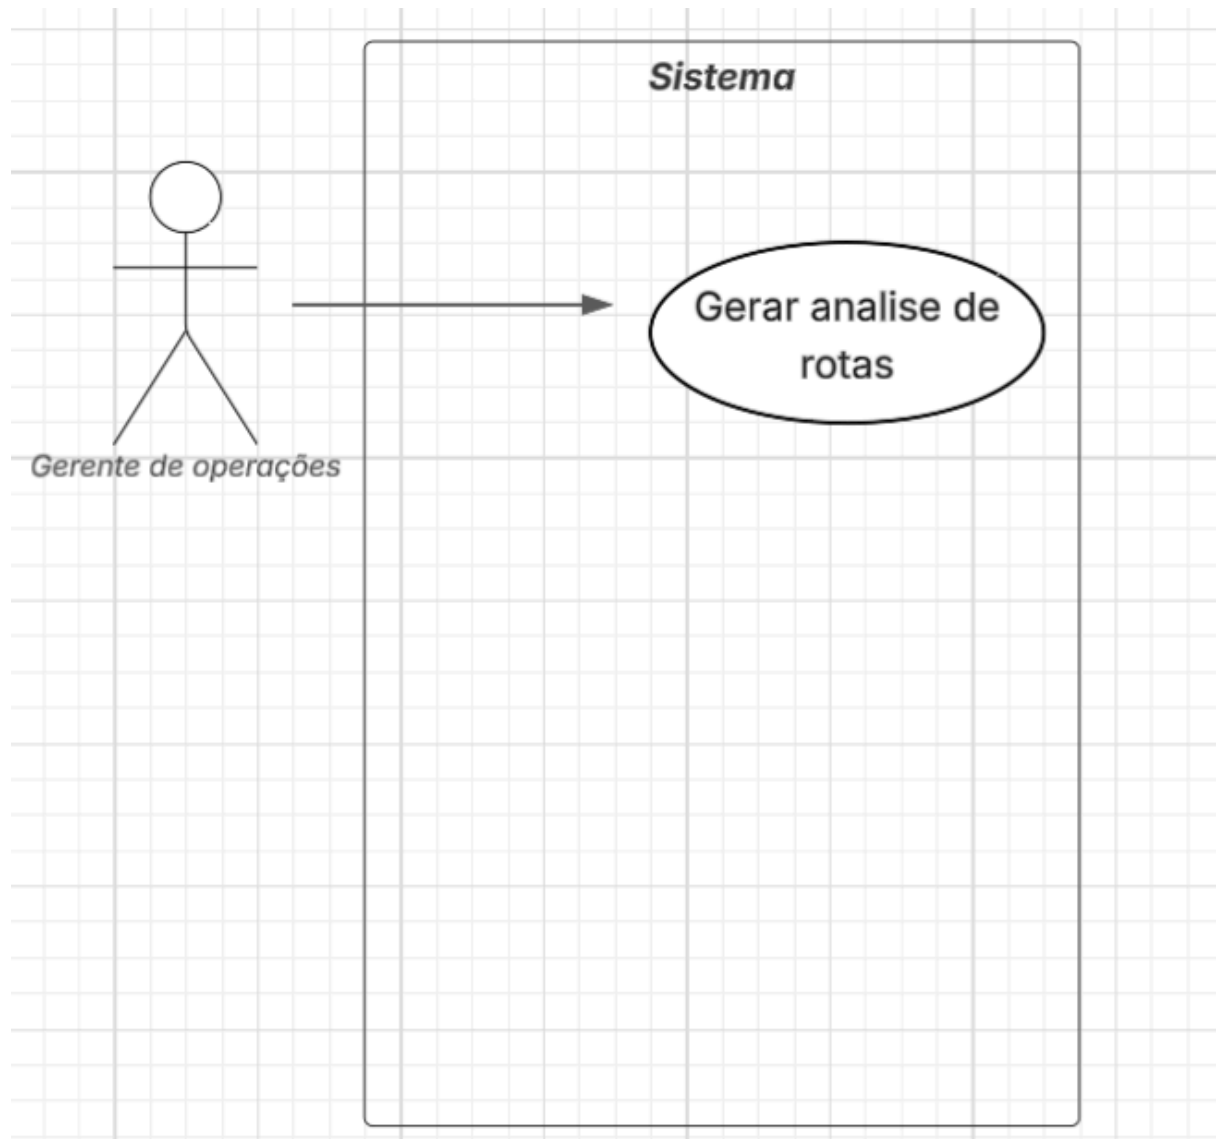 Sistema
Gerar analise de
rotas
Gerente de operações